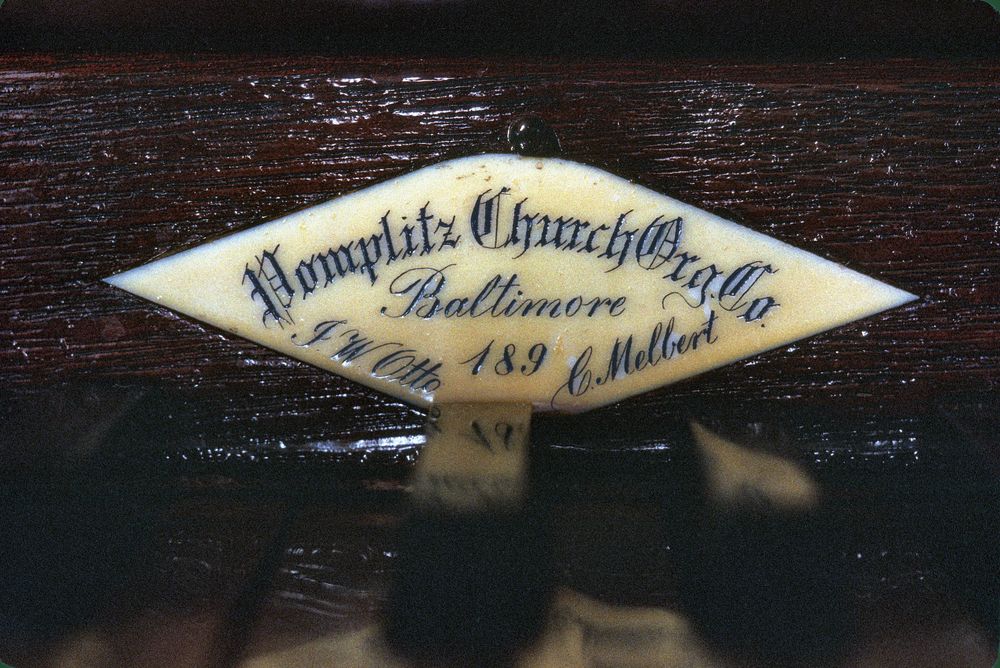 Pomplitz Church Org. Co.
Baltimore
J W Otto 189 C. Melbert